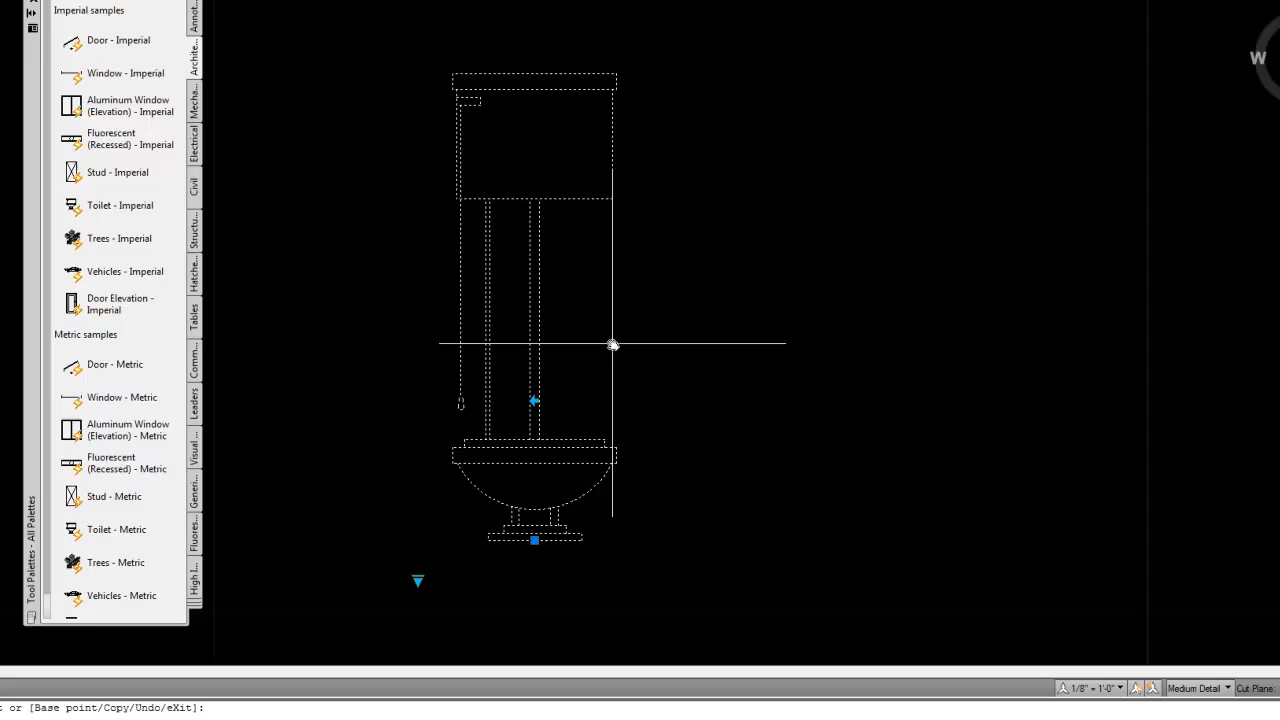 Imperial samples
Door - Imperial
Window - Imperial
Aluminum Window
(Elevation) - Imperial
Fluorescent
(Recessed) - Imperial
Stud - Imperial
Toilet - Imperial
Trees - Imperial
Vehicles - Imperial
Door Elevation -
Imperial
Metric samples
Door - Metric
Window - Metric
Aluminum Window
(Elevation) - Metric
Fluorescent
(Recessed) - Metric
Stud - Metric
Toilet - Metric
Trees - Metric
Vehicles - Metric
Annot...
Archite...
Mecha...
Electrical
Civil
Structu...
Hatche...
Tables
Comm...
Leaders
Visual ...
Generi...
Fluores...
High I...
Tool Palettes - All Palettes
W
1/8" = 1'-0"
Medium Detail
Cut Plane:
t or [Base point/Copy/Undo/eXit]: